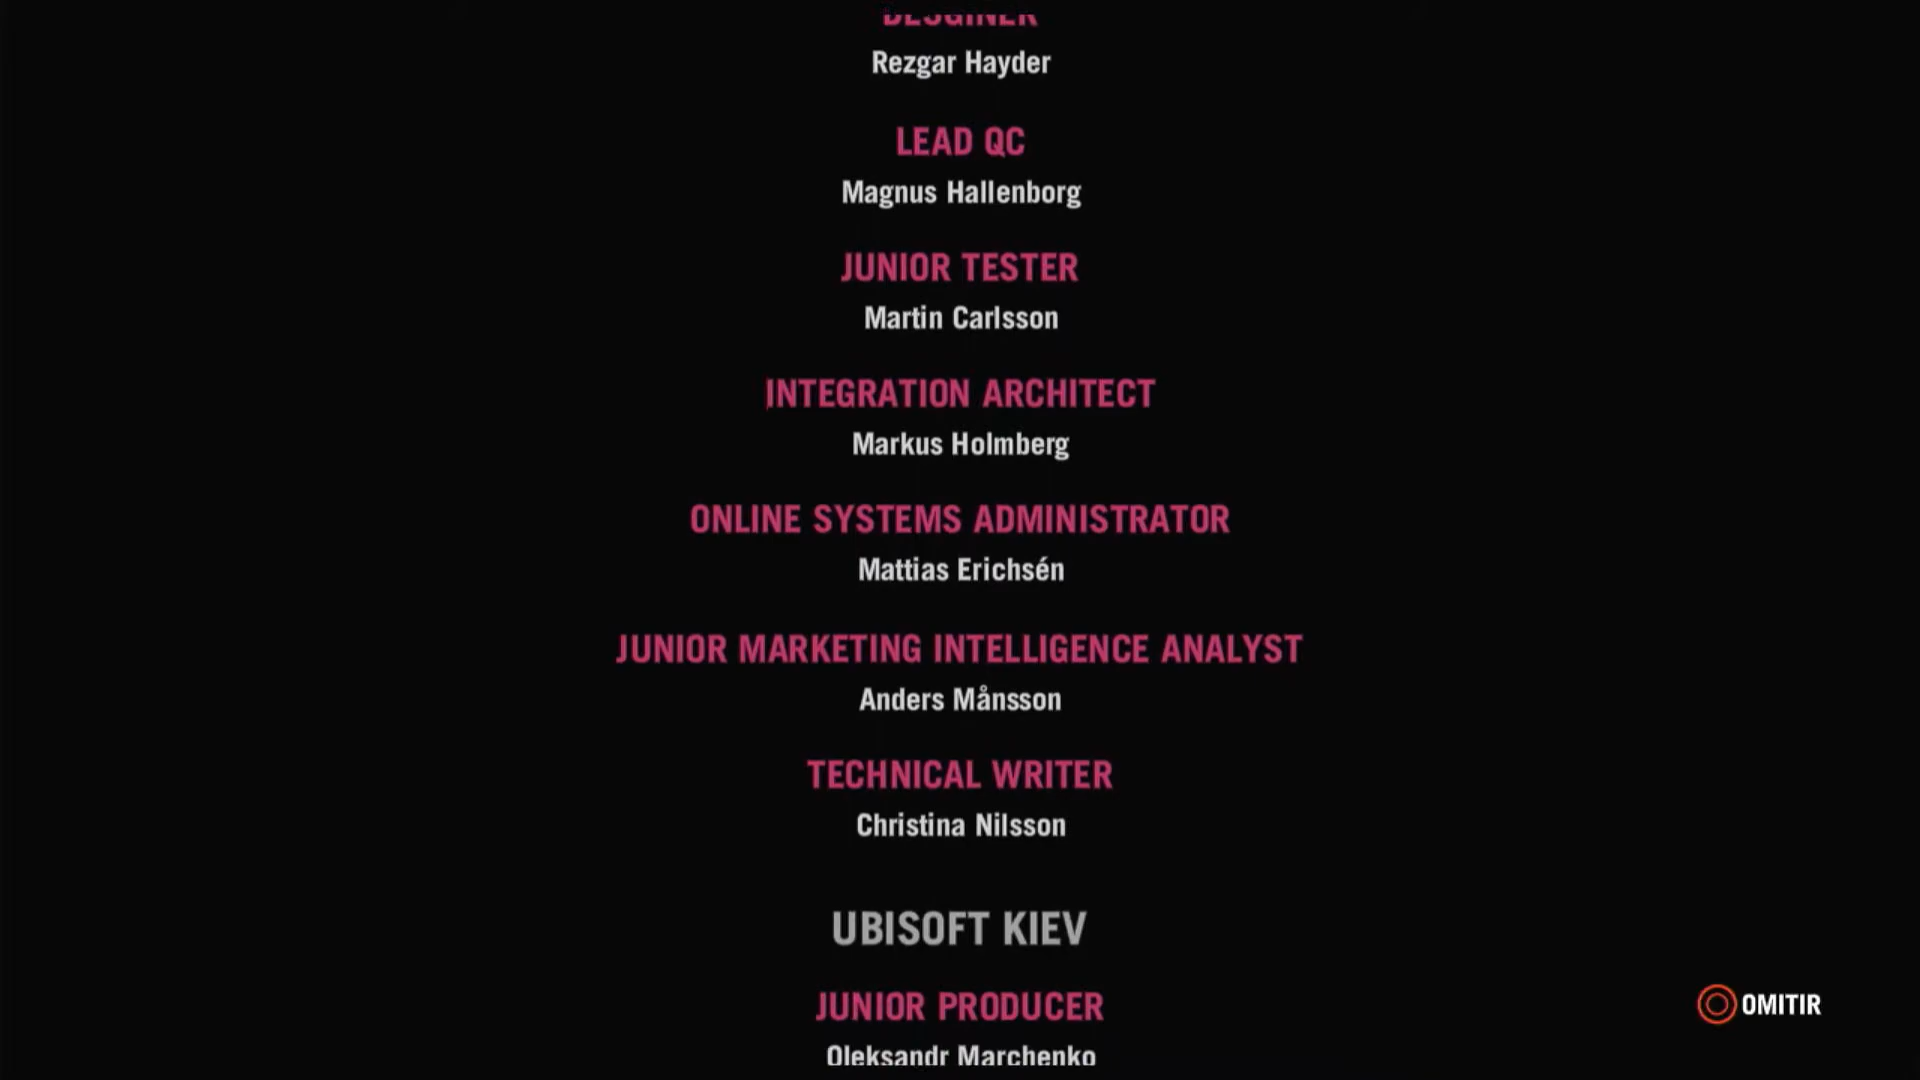 DESGINER
Rezgar Hayder
LEAD QC
Magnus Hallenborg
JUNIOR TESTER
Martin Carlsson
INTEGRATION ARCHITECT
Markus Holmberg
ONLINE SYSTEMS ADMINISTRATOR
Mattias Erichsén
JUNIOR MARKETING INTELLIGENCE ANALYST
Anders Månsson
TECHNICAL WRITER
Christina Nilsson
UBISOFT KIEV
JUNIOR PRODUCER
Oleksandr Marchenko
OMITIR